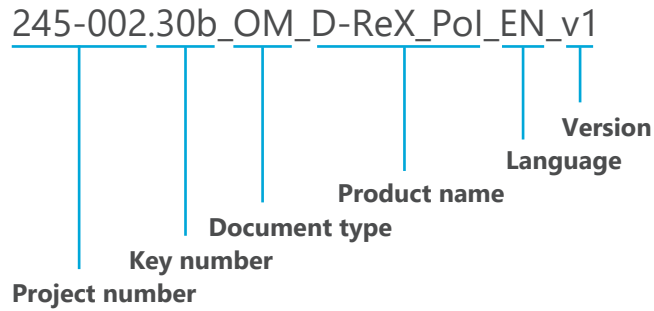 245-002.30b_OM_D-ReX_PoI_EN_v1
Version
Language
Product name
Document type
Key number
Project number